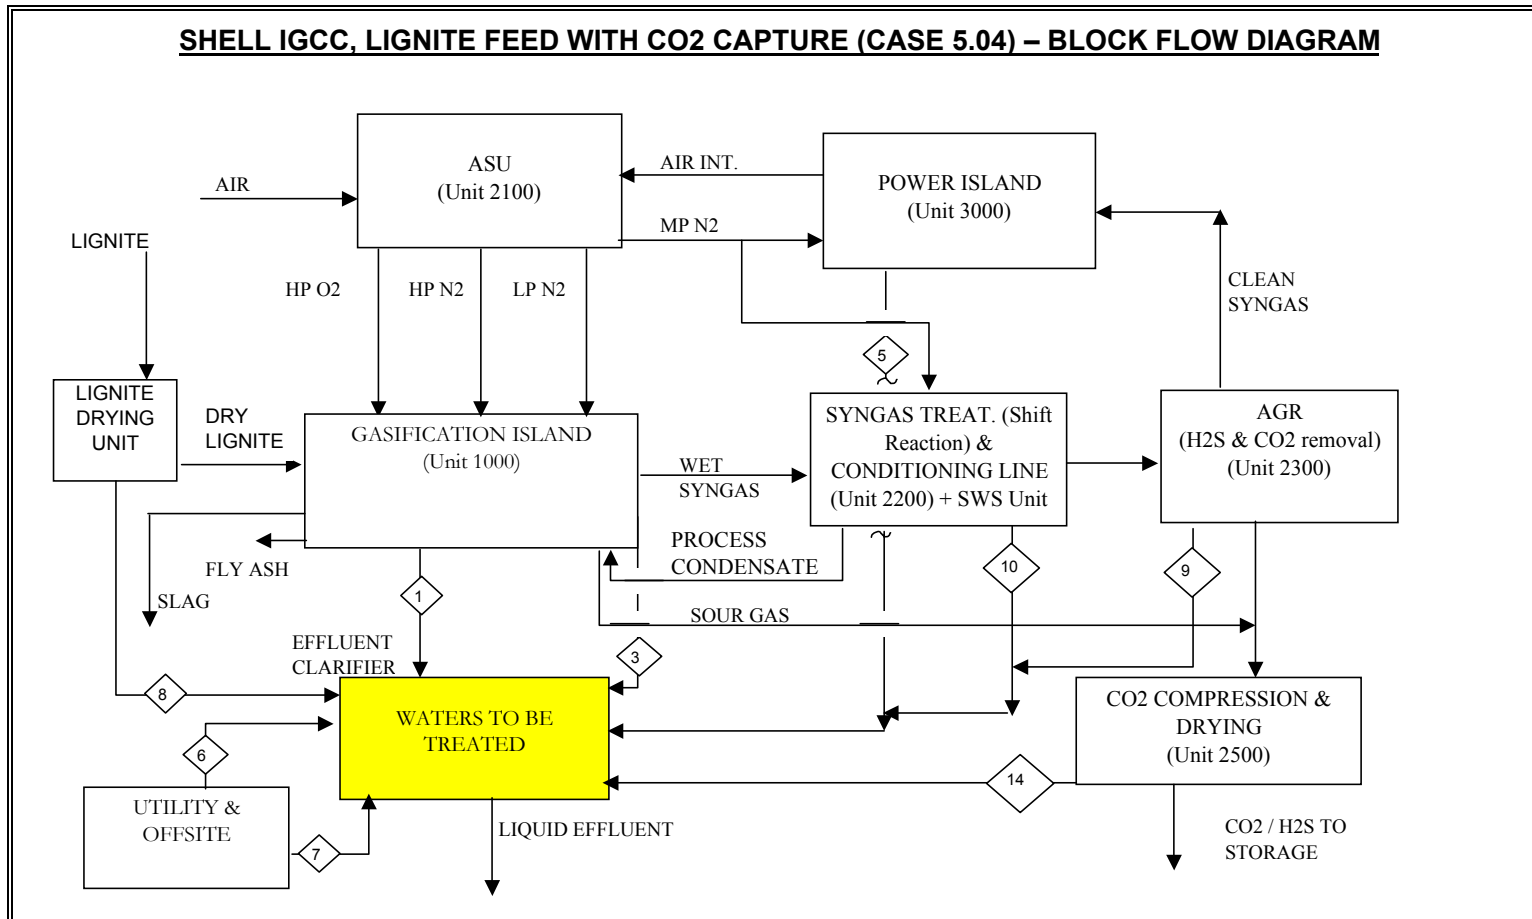 SHELL IGCC, LIGNITE FEED WITH CO2 CAPTURE (CASE 5.04) – BLOCK FLOW DIAGRAM
ASU
(Unit 2100)
AIR INT.
POWER ISLAND
(Unit 3000)
AIR
MP N2
LIGNITE
HP O2
HP N2
LP N2
CLEAN
SYNGAS
5
LIGNITE
DRYING
UNIT
DRY
LIGNITE
GASIFICATION ISLAND
(Unit 1000)
WET
SYNGAS
SYNGAS TREAT. (Shift
Reaction) &
CONDITIONING LINE
(Unit 2200) + SWS Unit
AGR
(H2S & CO2 removal)
(Unit 2300)
PROCESS
CONDENSATE
FLY ASH
SLAG
1
10
9
SOUR GAS
EFFLUENT
CLARIFIER
3
8
WATERS TO BE
TREATED
CO2 COMPRESSION &
DRYING
(Unit 2500)
6
14
UTILITY &
OFFSITE
7
LIQUID EFFLUENT
CO2 / H2S TO
STORAGE